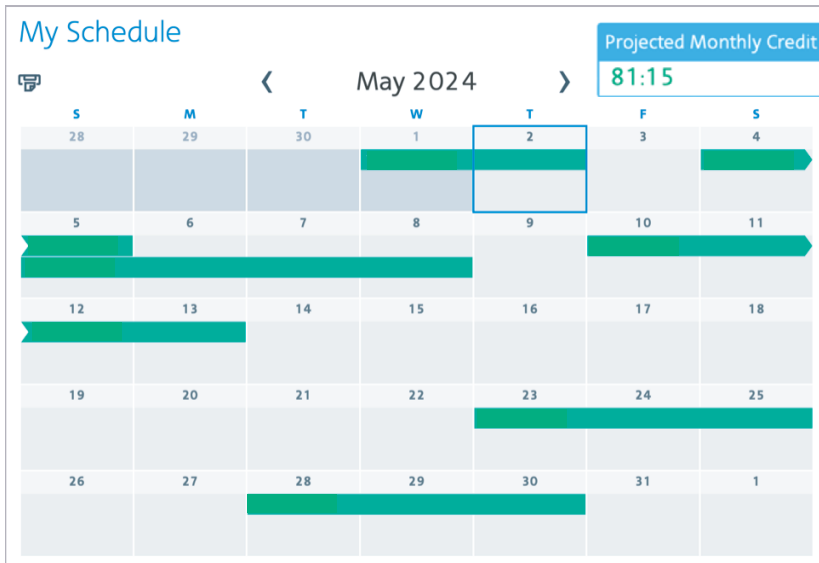 My Schedule
Projected Monthly Credit
81:15
❮ May 2024 ❯
S M T W T F S
28 29 30 1 2 3 4
5 6 7 8 9 10 11
12 13 14 15 16 17 18
19 20 21 22 23 24 25
26 27 28 29 30 31 1